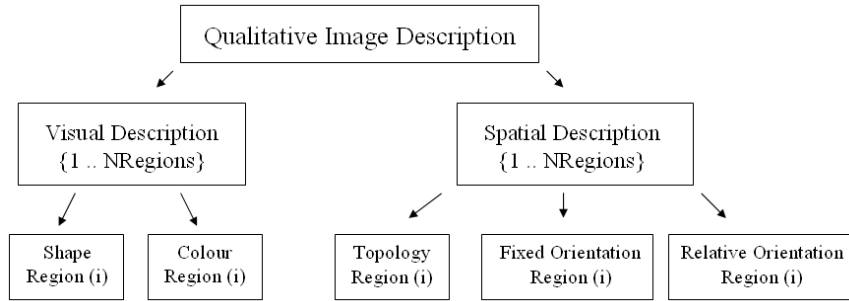 Qualitative Image Description
Visual Description
{1 .. NRegions}
Spatial Description
{1 .. NRegions}
Shape
Region (i)
Colour
Region (i)
Topology
Region (i)
Fixed Orientation
Region (i)
Relative Orientation
Region (i)